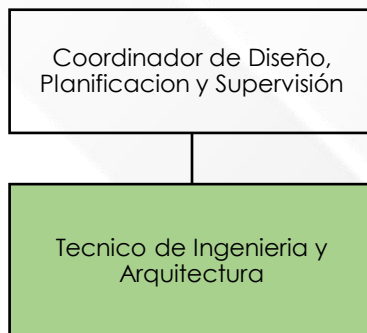 Coordinador de Diseño,
Planificacion y Supervisión
Tecnico de Ingenieria y
Arquitectura